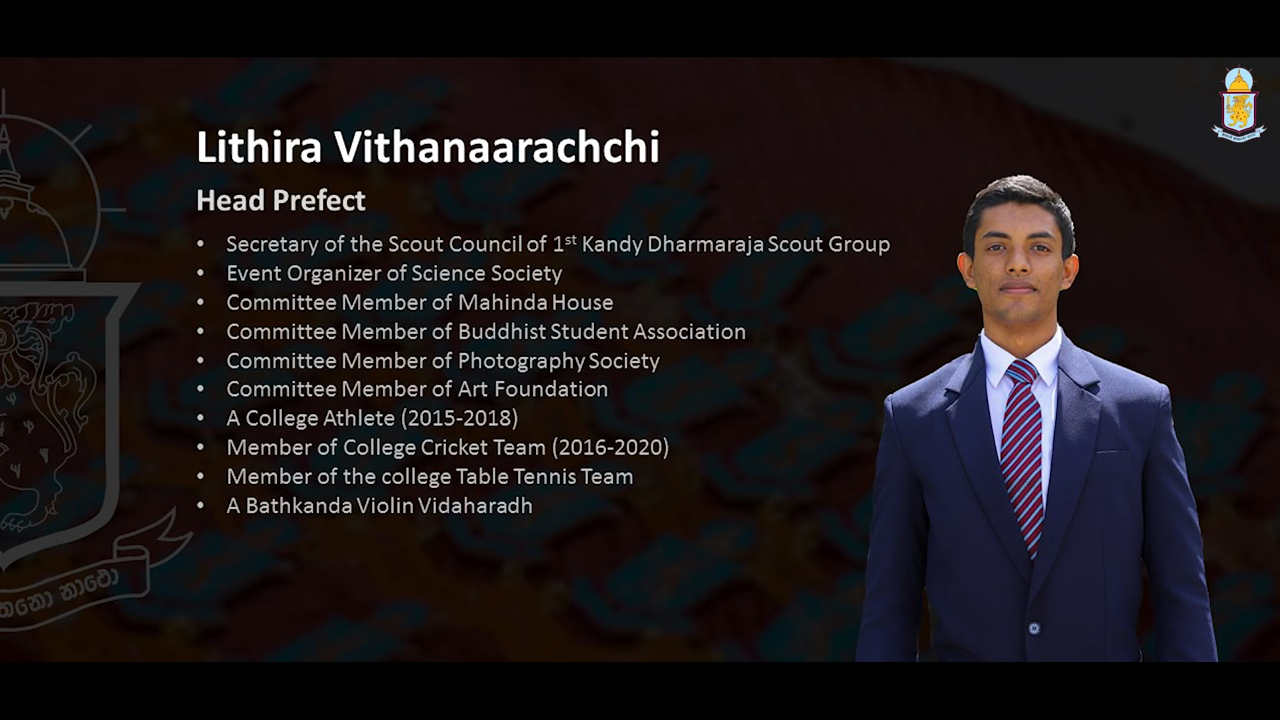 Lithira Vithanaarachchi
Head Prefect
• Secretary of the Scout Council of 1st Kandy Dharmaraja Scout Group
• Event Organizer of Science Society
• Committee Member of Mahinda House
• Committee Member of Buddhist Student Association
• Committee Member of Photography Society
• Committee Member of Art Foundation
• A College Athlete (2015-2018)
• Member of College Cricket Team (2016-2020)
• Member of the college Table Tennis Team
• A Bathkanda Violin Vidaharadh
නාථො